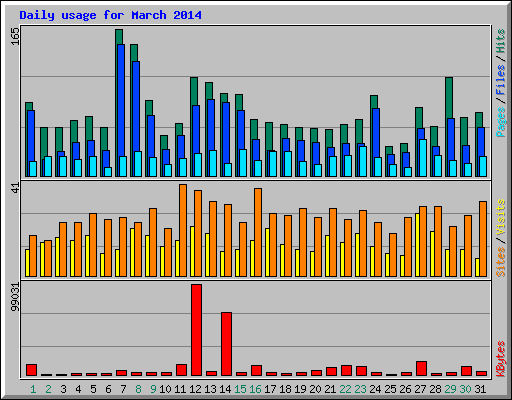 Daily usage for March 2014
165
Pages / Files / Hits
41
Sites / Visits
99031
KBytes
1 2 3 4 5 6 7 8 9 10 11 12 13 14 15 16 17 18 19 20 21 22 23 24 25 26 27 28 29 30 31